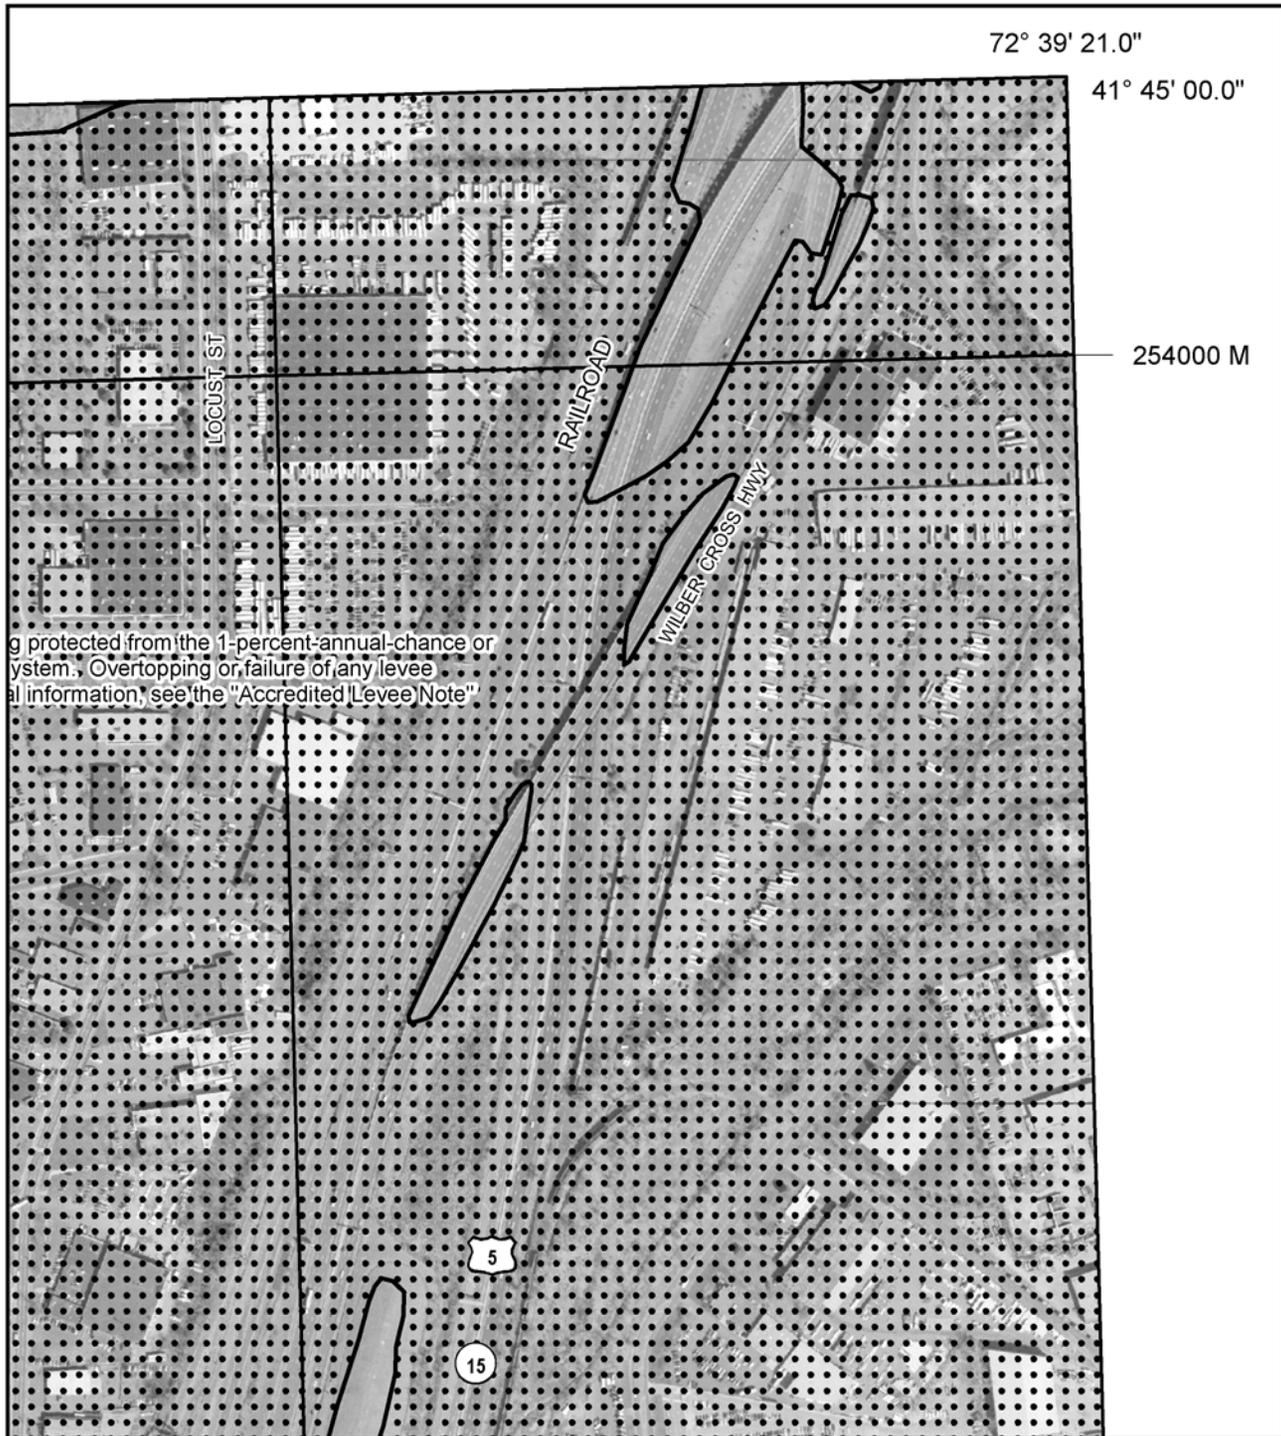 72° 39' 21.0"
41° 45' 00.0"
254000 M
LOCUST ST
RAILROAD
WILBER CROSS HWY
g protected from the 1-percent-annual-chance or
ystem. Overtopping or failure of any levee
al information, see the "Accredited Levee Note"
5
15